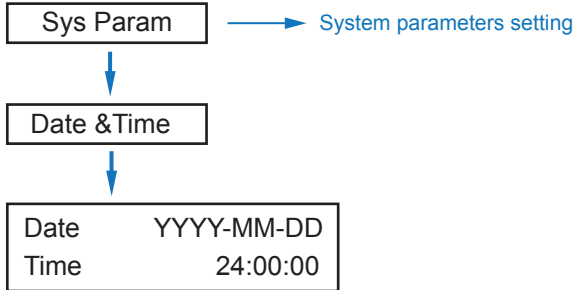 Sys Param
System parameters setting
Date &Time
Date YYYY-MM-DD
Time 24:00:00